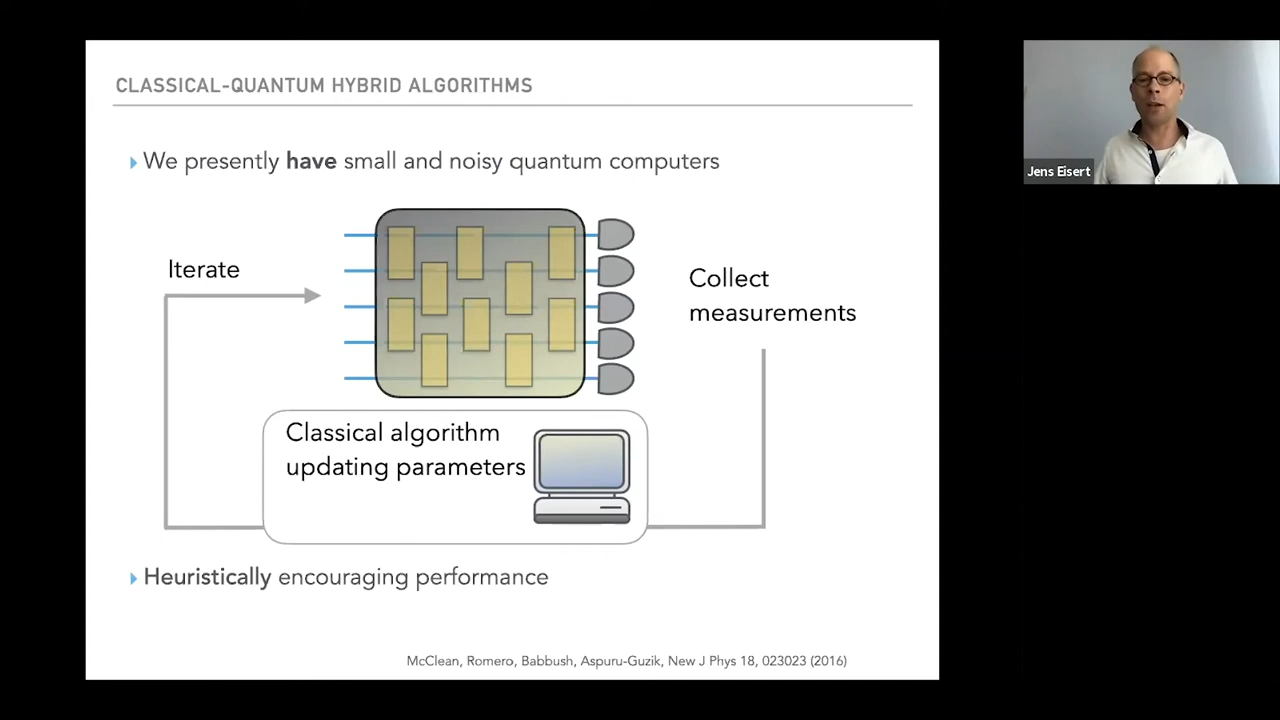 CLASSICAL-QUANTUM HYBRID ALGORITHMS
We presently have small and noisy quantum computers
Iterate
Collect
measurements
Classical algorithm
updating parameters
Heuristically encouraging performance
McClean, Romero, Babbush, Aspuru-Guzik, New J Phys 18, 023023 (2016)
Jens Eisert